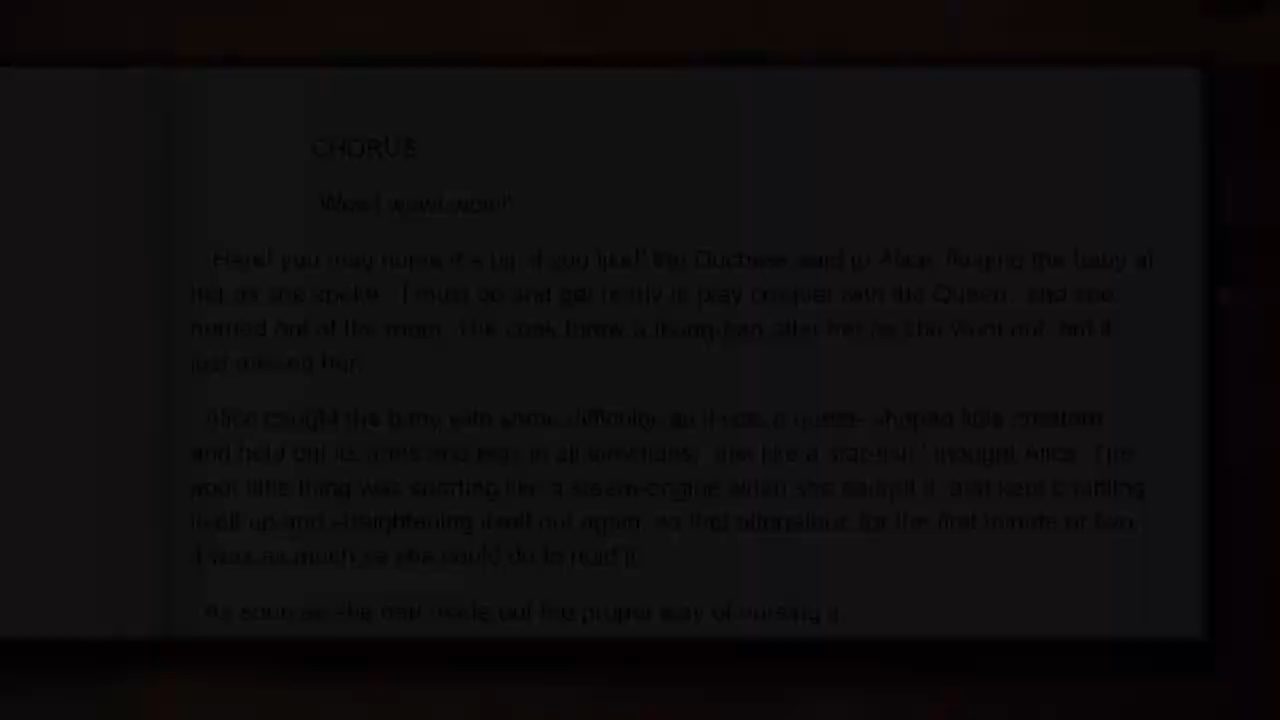 CHORUS
'Wow! wow! wow!'
'Here! you may nurse it a bit, if you like!' the Duchess said to Alice, flinging the baby at
her as she spoke. 'I must go and get ready to play croquet with the Queen,' and she
hurried out of the room. The cook threw a frying-pan after her as she went out, but it
just missed her.
Alice caught the baby with some difficulty, as it was a queer- shaped little creature,
and held out its arms and legs in all directions, 'just like a star-fish,' thought Alice. The
poor little thing was snorting like a steam-engine when she caught it, and kept doubling
itself up and straightening itself out again, so that altogether, for the first minute or two,
it was as much as she could do to hold it.
As soon as she had made out the proper way of nursing it,